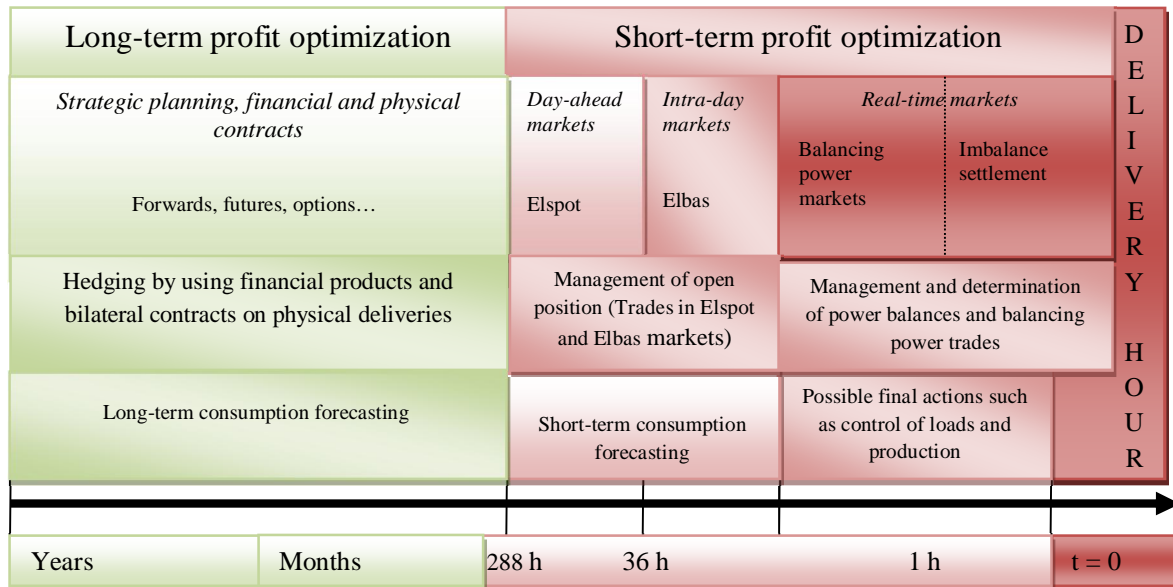 Long-term profit optimization
Short-term profit optimization
Strategic planning, financial and physical
contracts
Forwards, futures, options…
Day-ahead
markets
Elspot
Intra-day
markets
Elbas
Real-time markets
Balancing
power
markets
Imbalance
settlement
Hedging by using financial products and
bilateral contracts on physical deliveries
Management of open
position (Trades in Elspot
and Elbas markets)
Management and determination
of power balances and balancing
power trades
Long-term consumption forecasting
Short-term consumption
forecasting
Possible final actions such
as control of loads and
production
DELIVERY HOUR
Years
Months
288 h
36 h
1 h
t = 0